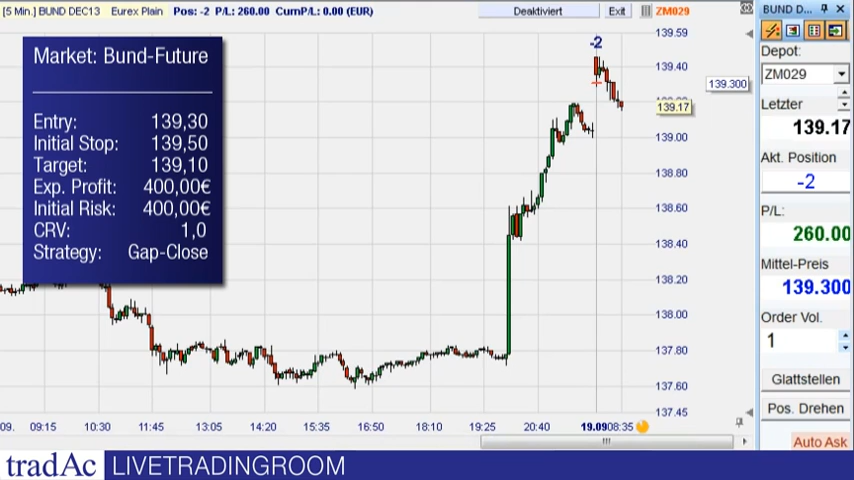 [5 Min.] BUND DEC13 Eurex Plain Pos: -2 P/L: 260.00 CumP/L: 0.00 (EUR) Deaktiviert Exit ZM029
BUND D...
Market: Bund-Future
Entry: 139,30
Initial Stop: 139,50
Target: 139,10
Exp. Profit: 400,00€
Initial Risk: 400,00€
CRV: 1,0
Strategy: Gap-Close
-2
139.59
139.40
139.300
139.17
139.00
138.80
138.60
138.40
138.20
138.00
137.80
137.60
137.45
09. 09:15 10:30 11:45 13:05 14:20 15:35 16:50 18:10 19:25 20:40 19.09 08:35
Depot:
ZM029
Letzter
139.17
Akt. Position
-2
P/L:
260.00
Mittel-Preis
139.300
Order Vol.
1
Glattstellen
Pos. Drehen
Auto Ask
tradAc LIVETRADINGROOM